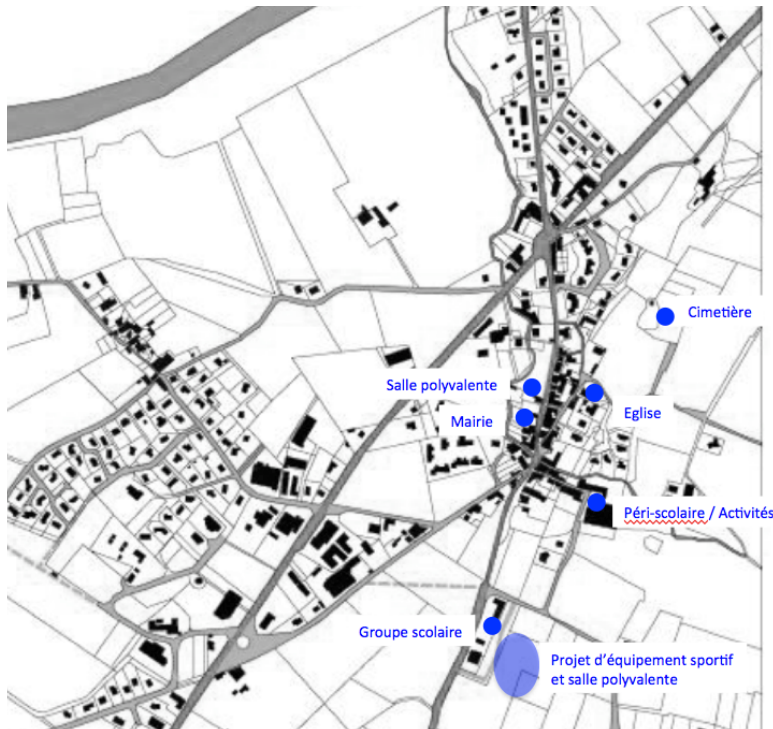 Cimetière
Salle polyvalente
Eglise
Mairie
Péri-scolaire / Activités
Groupe scolaire
Projet d'équipement sportif
et salle polyvalente